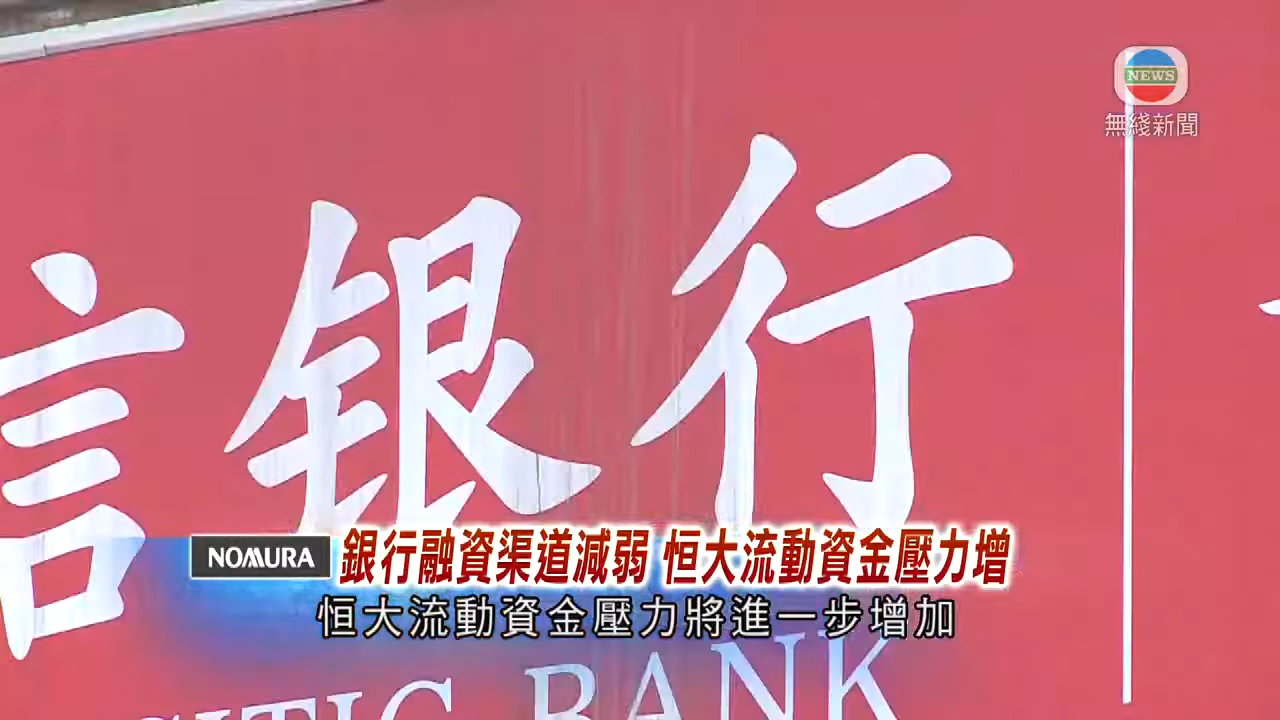 NEWS
無綫新聞
信銀行
NOMURA 銀行融資渠道減弱 恒大流動資金壓力增
恒大流動資金壓力將進一步增加
CITIC BANK